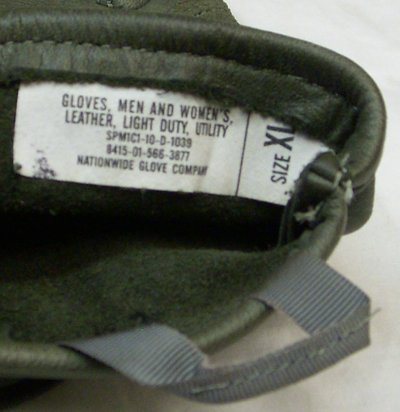 GLOVES, MEN AND WOMEN'S,
LEATHER, LIGHT DUTY, UTILITY
SPM1C1-10-D-1039
8415-01-566-3877
NATIONWIDE GLOVE COMPANY
SIZE XL